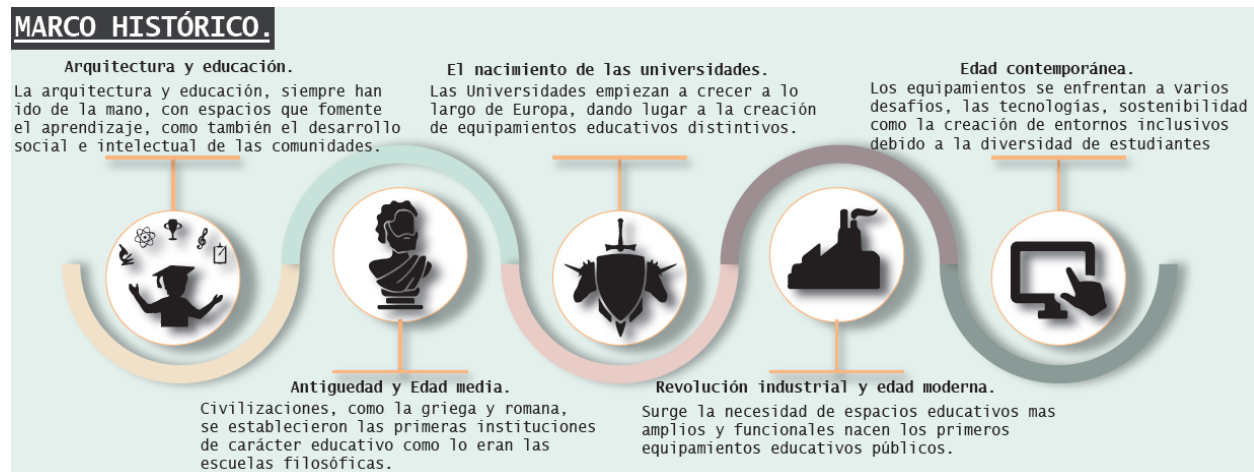 MARCO HISTÓRICO.
Arquitectura y educación.
La arquitectura y educación, siempre han
ido de la mano, con espacios que fomente
el aprendizaje, como también el desarrollo
social e intelectual de las comunidades.
Antiguedad y Edad media.
Civilizaciones, como la griega y romana,
se establecieron las primeras instituciones
de carácter educativo como lo eran las
escuelas filosóficas.
El nacimiento de las universidades.
Las Universidades empiezan a crecer a lo
largo de Europa, dando lugar a la creación
de equipamientos educativos distintivos.
Revolución industrial y edad moderna.
Surge la necesidad de espacios educativos mas
amplios y funcionales nacen los primeros
equipamientos educativos públicos.
Edad contemporánea.
Los equipamientos se enfrentan a varios
desafíos, las tecnologías, sostenibilidad
como la creación de entornos inclusivos
debido a la diversidad de estudiantes